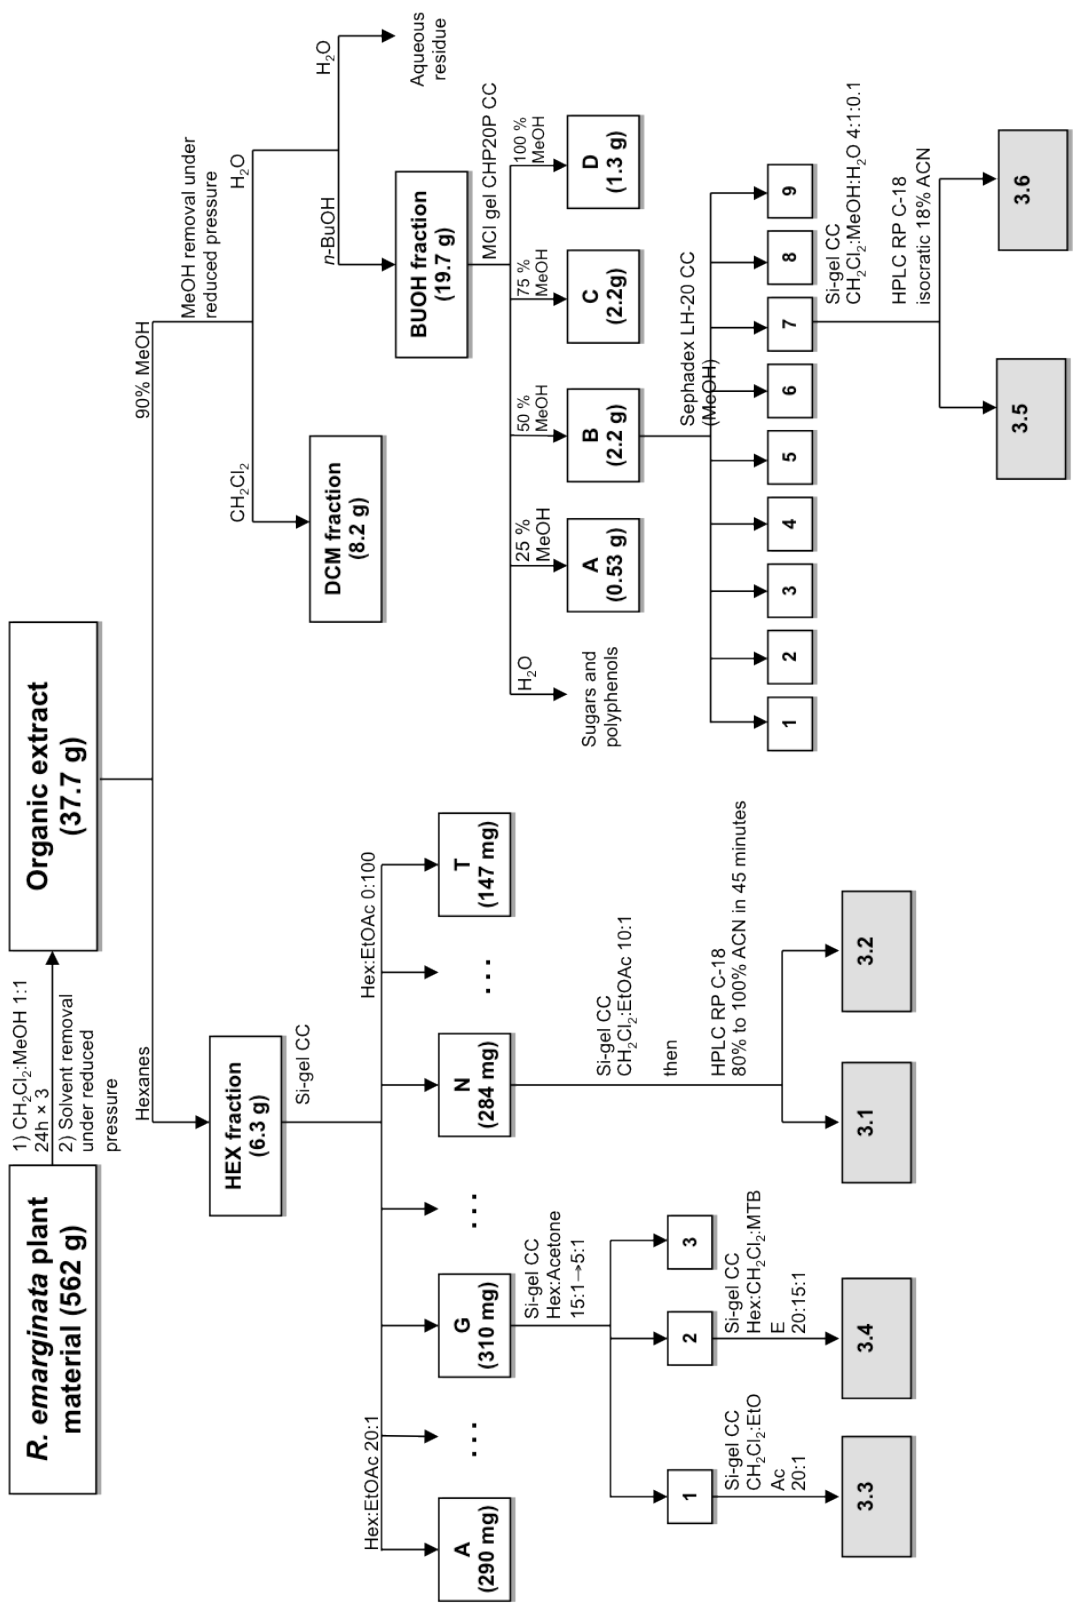 R. emarginata plant
material (562 g)
1) CH₂Cl₂:MeOH 1:1
24h × 3
2) Solvent removal
under reduced
pressure
Organic extract
(37.7 g)
Hexanes
90% MeOH
HEX fraction
(6.3 g)
MeOH removal under
reduced pressure
CH₂Cl₂
H₂O
DCM fraction
(8.2 g)
n-BuOH
H₂O
Aqueous
residue
BUOH fraction
(19.7 g)
Si-gel CC
Hex:EtOAc 20:1
Hex:EtOAc 0:100
A
(290 mg)
...
G
(310 mg)
...
N
(284 mg)
...
T
(147 mg)
MCI gel CHP20P CC
H₂O
25 %
MeOH
50 %
MeOH
75 %
MeOH
100 %
MeOH
Sugars and
polyphenols
A
(0.53 g)
B
(2.2 g)
C
(2.2g)
D
(1.3 g)
Si-gel CC
Hex:Acetone
15:1→5:1
Si-gel CC
CH₂Cl₂:EtOAc 10:1
then
HPLC RP C-18
80% to 100% ACN in 45 minutes
Sephadex LH-20 CC
(MeOH)
1
2
3
1
2
3
4
5
6
7
8
9
Si-gel CC
CH₂Cl₂:EtO
Ac
20:1
Si-gel CC
Hex:CH₂Cl₂:MTB
E
20:15:1
Si-gel CC
CH₂Cl₂:MeOH:H₂O 4:1:0.1
HPLC RP C-18
isocratic 18% ACN
3.3
3.4
3.1
3.2
3.5
3.6